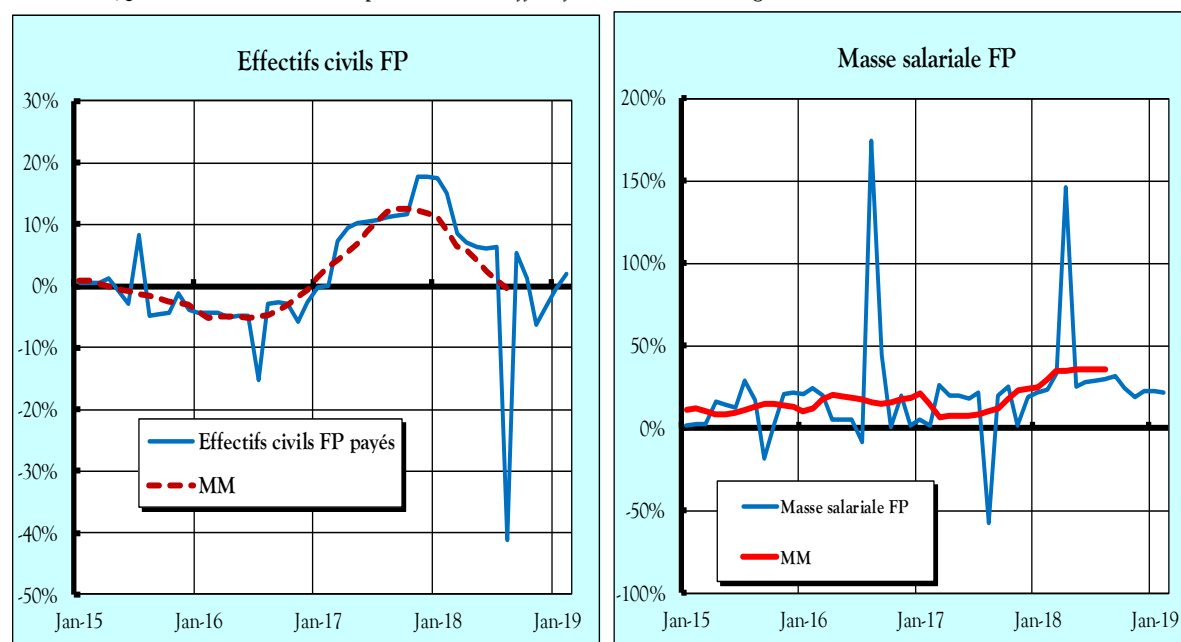 Effectifs civils FP
30%
20%
10%
0%
-10%
-20%
-30%
-40%
-50%
Effectifs civils FP payés
MM
Jan-15 Jan-16 Jan-17 Jan-18 Jan-19
Masse salariale FP
200%
150%
100%
50%
0%
-50%
-100%
Masse salariale FP
MM
Jan-15 Jan-16 Jan-17 Jan-18 Jan-19